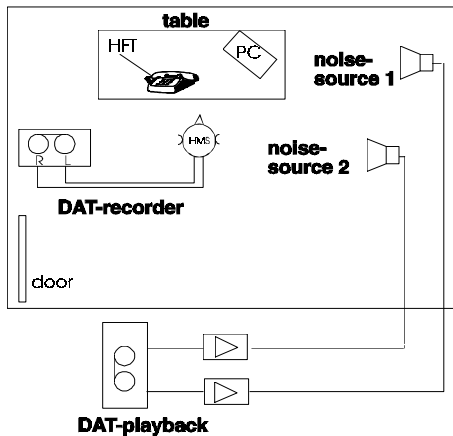 table
HFT
PC
noise-
source 1
HMS
R L
noise-
source 2
DAT-recorder
door
DAT-playback